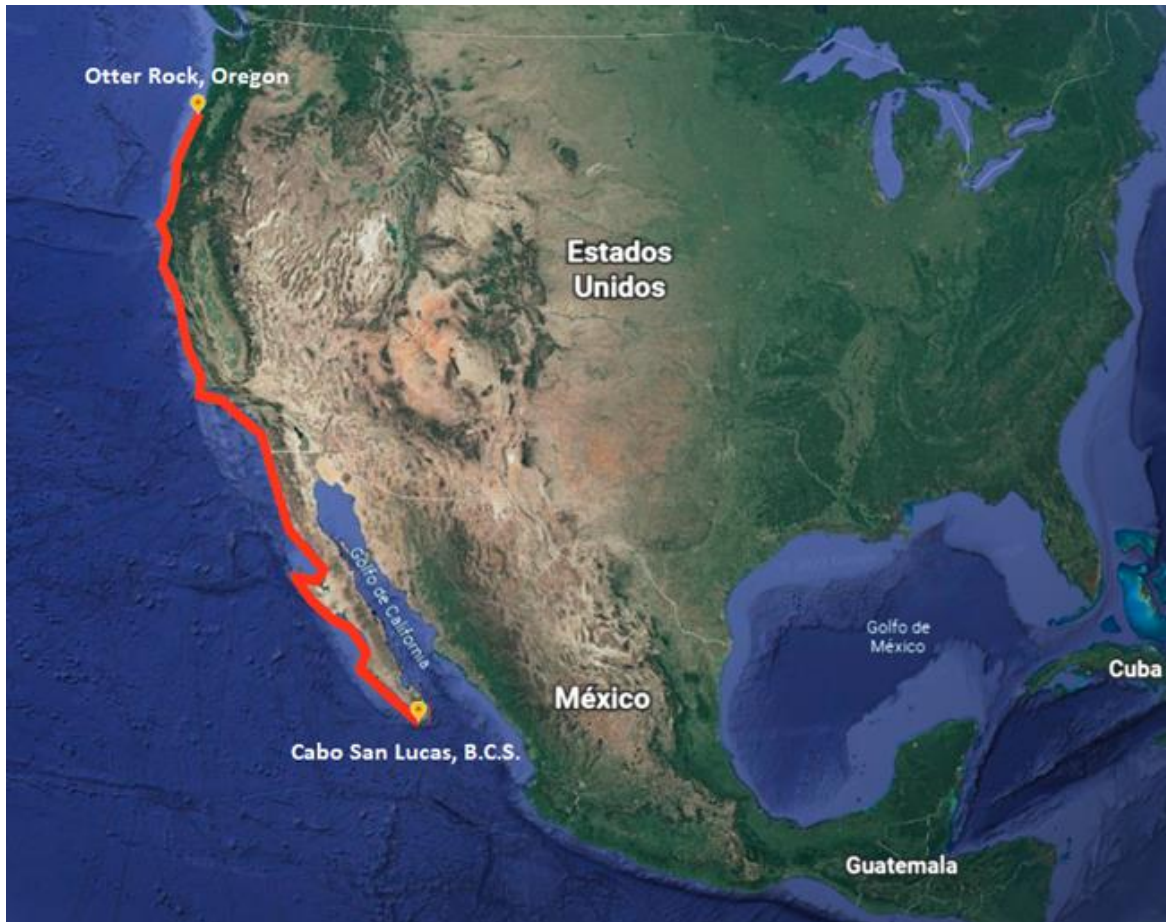 Otter Rock, Oregon
Estados
Unidos
Golfo de California
Golfo de
México
Cuba
México
Cabo San Lucas, B.C.S.
Guatemala